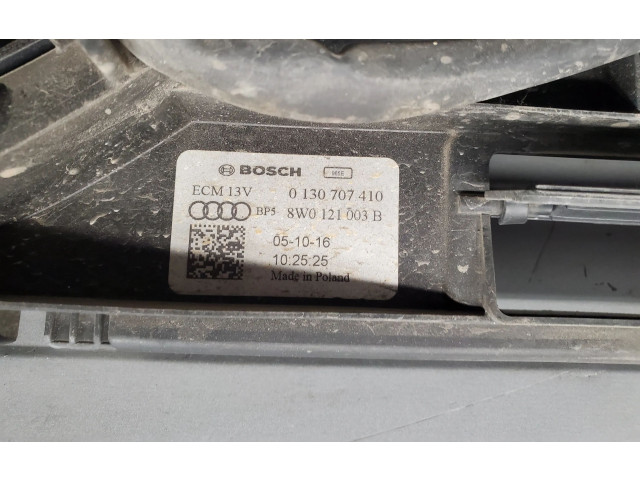 BOSCH
ECM 13V 0 130 707 410
BP5 8W0 121 003 B
05-10-16
10:25:25
Made in Poland